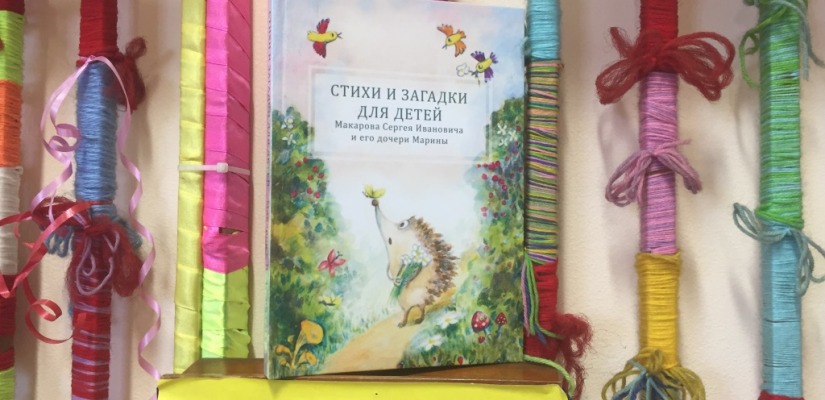 СТИХИ И ЗАГАДКИ
ДЛЯ ДЕТЕЙ
Макарова Сергея Ивановича
и его дочери Марины